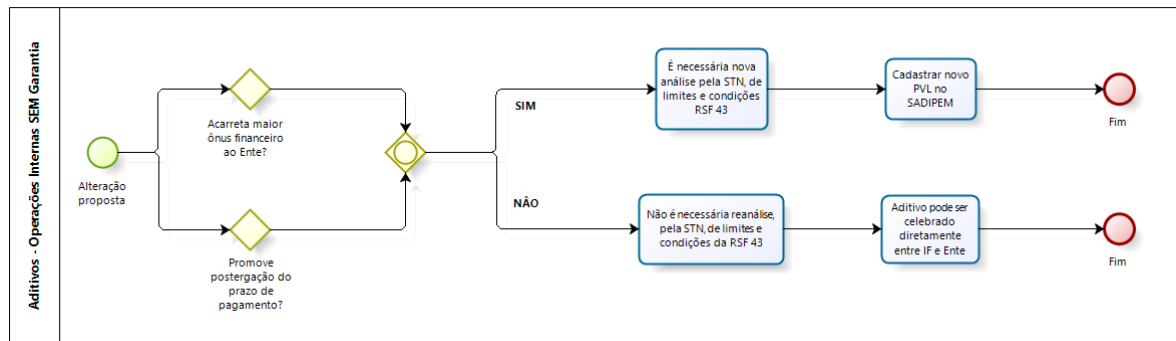 Aditivos - Operações Internas SEM Garantia
Alteração
proposta
Acarreta maior
ônus financeiro
ao Ente?
Promove
postergação do
prazo de
pagamento?
SIM
É necessária nova
análise pela STN, de
limites e condições
RSF 43
Cadastrar novo
PVL no
SADIPEM
Fim
NÂO
Não é necessária reanálise,
pela STN, de limites e
condições da RSF 43
Aditivo pode ser
celebrado
diretamente
entre IF e Ente
Fim